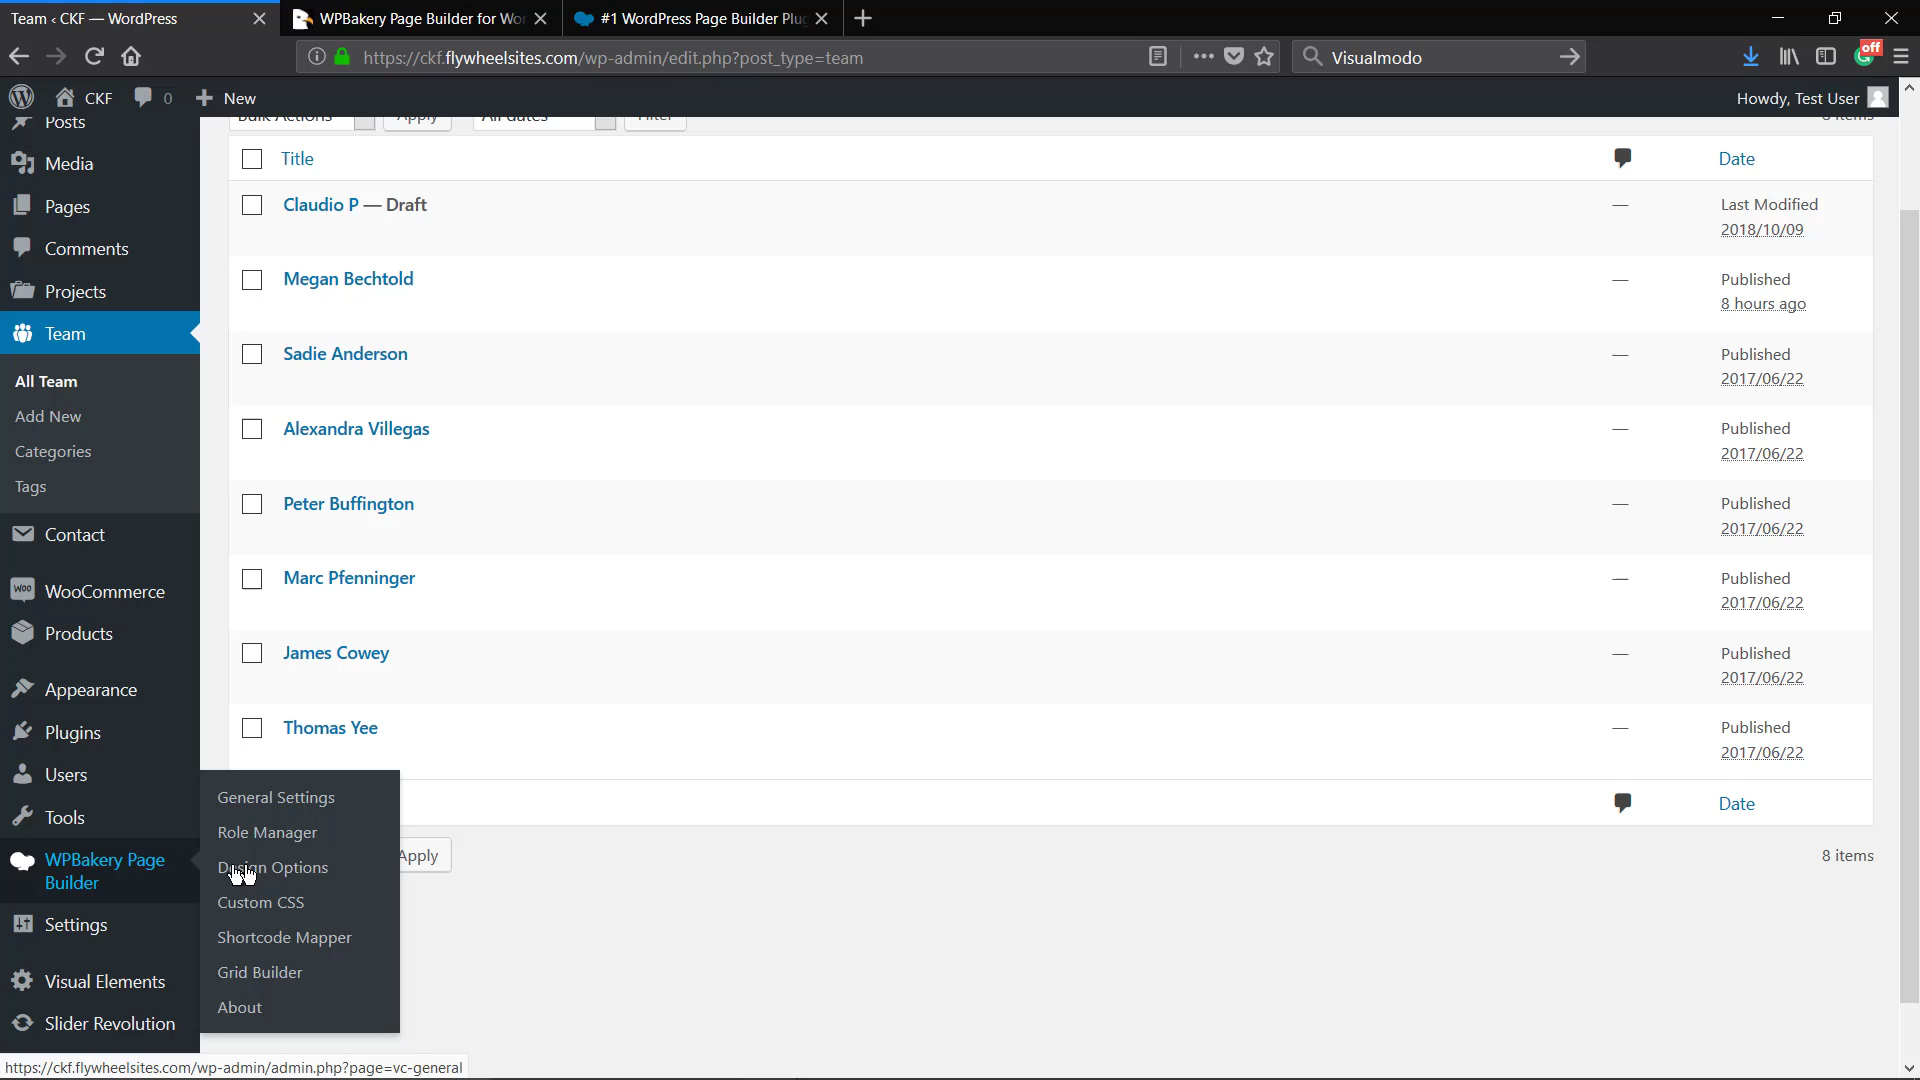 Team ‹ CKF — WordPress
WPBakery Page Builder for Wor
#1 WordPress Page Builder Plug
https://ckf.flywheelsites.com/wp-admin/edit.php?post_type=team
Visualmodo
off
CKF
0
New
Howdy, Test User
Posts
Media
Pages
Comments
Projects
Team
All Team
Add New
Categories
Tags
Contact
WooCommerce
Products
Appearance
Plugins
Users
Tools
WPBakery Page
Builder
Settings
Visual Elements
Slider Revolution
General Settings
Role Manager
Design Options
Custom CSS
Shortcode Mapper
Grid Builder
About
Bulk Actions Apply All dates Filter 8 items
Title Date
Claudio P — Draft — Last Modified
2018/10/09
Megan Bechtold — Published
8 hours ago
Sadie Anderson — Published
2017/06/22
Alexandra Villegas — Published
2017/06/22
Peter Buffington — Published
2017/06/22
Marc Pfenninger — Published
2017/06/22
James Cowey — Published
2017/06/22
Thomas Yee — Published
2017/06/22
Date
Apply 8 items
https://ckf.flywheelsites.com/wp-admin/admin.php?page=vc-general